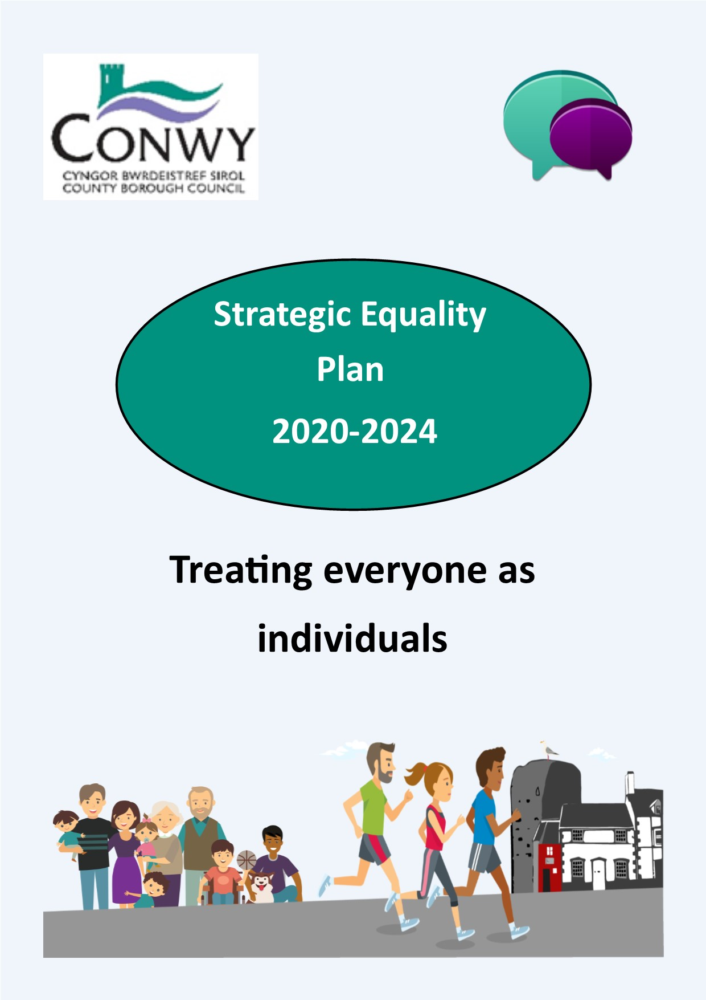 CONWY
CYNGOR BWRDEISTREF SIROL
COUNTY BOROUGH COUNCIL
Strategic Equality
Plan
2020-2024
Treating everyone as
individuals